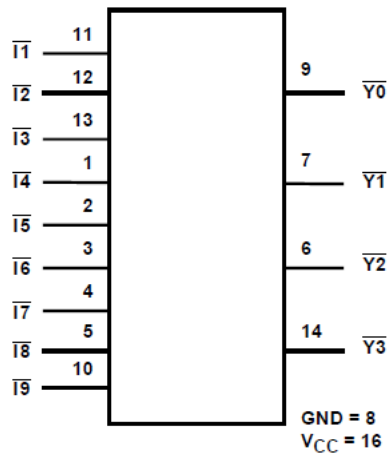 I1 11
I2 12
I3 13
I4 1
I5 2
I6 3
I7 4
I8 5
I9 10
9 Y0
7 Y1
6 Y2
14 Y3
GND = 8
VCC = 16